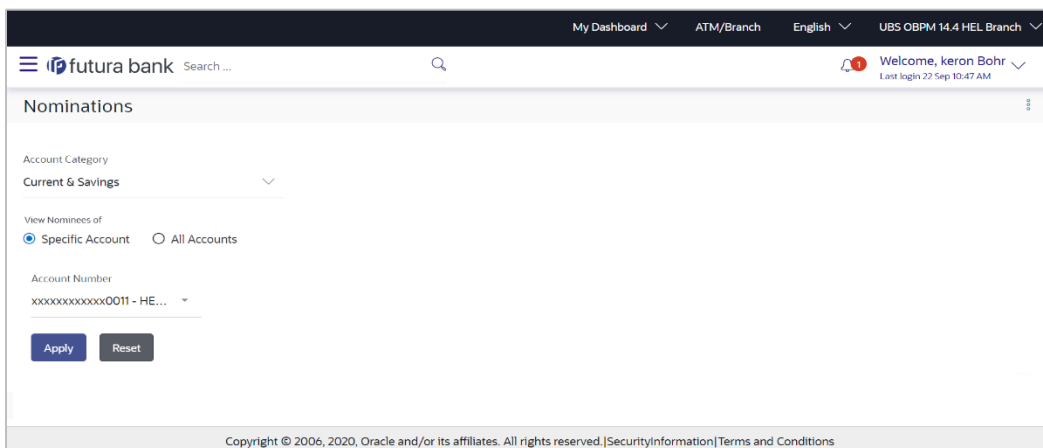 My Dashboard ATM/Branch English UBS OBPM 14.4 HEL Branch
futura bank Search ... 1 Welcome, keron Bohr
Last login 22 Sep 10:47 AM
Nominations
Account Category
Current & Savings
View Nominees of
Specific Account All Accounts
Account Number
xxxxxxxxxxxx0011 - HE...
Apply Reset
Copyright © 2006, 2020, Oracle and/or its affiliates. All rights reserved.|SecurityInformation|Terms and Conditions